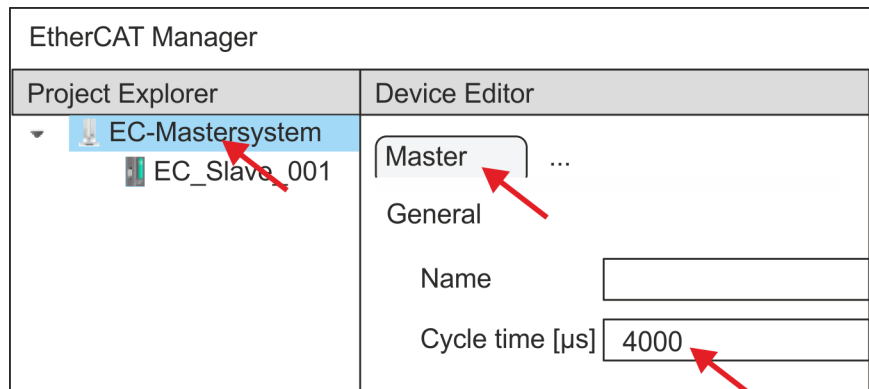 EtherCAT Manager
Project Explorer
Device Editor
EC-Mastersystem
EC_Slave_001
Master
...
General
Name
Cycle time [µs] 4000